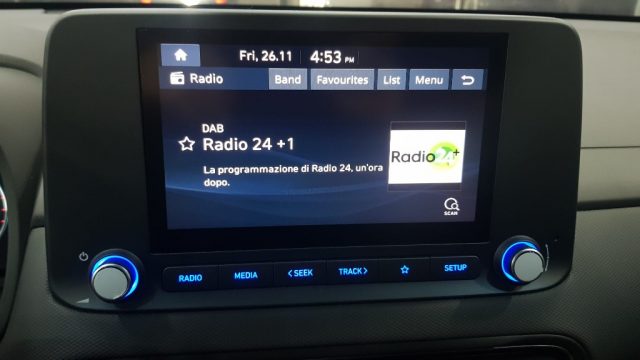 Fri, 26.11 4:53 PM
Radio Band Favourites List Menu
DAB
Radio 24 +1
La programmazione di Radio 24, un'ora
dopo.
Radio 24+
SCAN
RADIO MEDIA <SEEK TRACK> SETUP